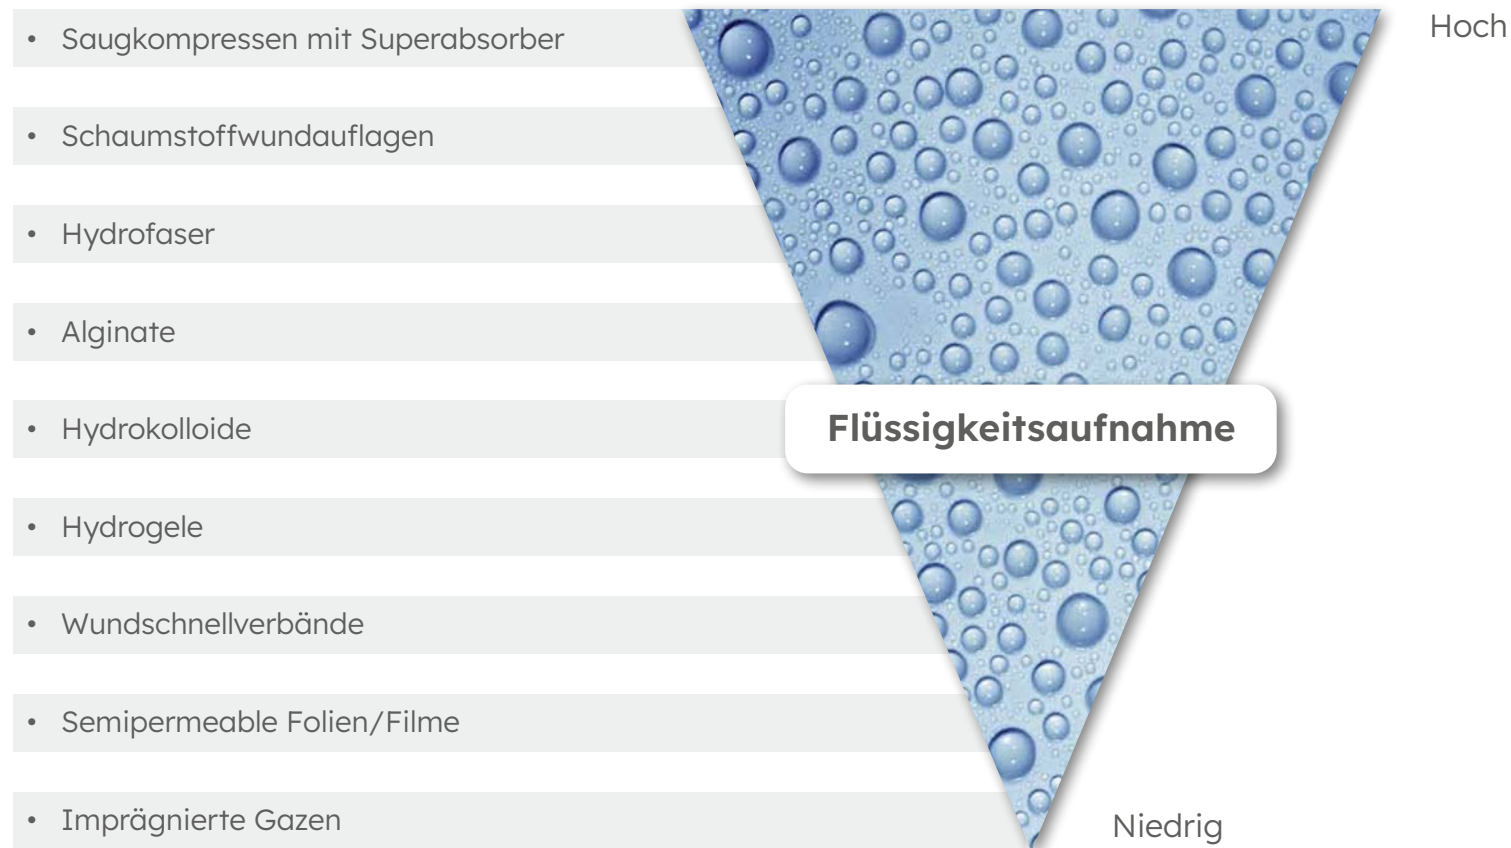 • Saugkompressen mit Superabsorber
Hoch
• Schaumstoffwundauflagen
• Hydrofaser
• Alginate
• Hydrokolloide
Flüssigkeitsaufnahme
• Hydrogele
• Wundschnellverbände
• Semipermeable Folien/Filme
• Imprägnierte Gazen
Niedrig